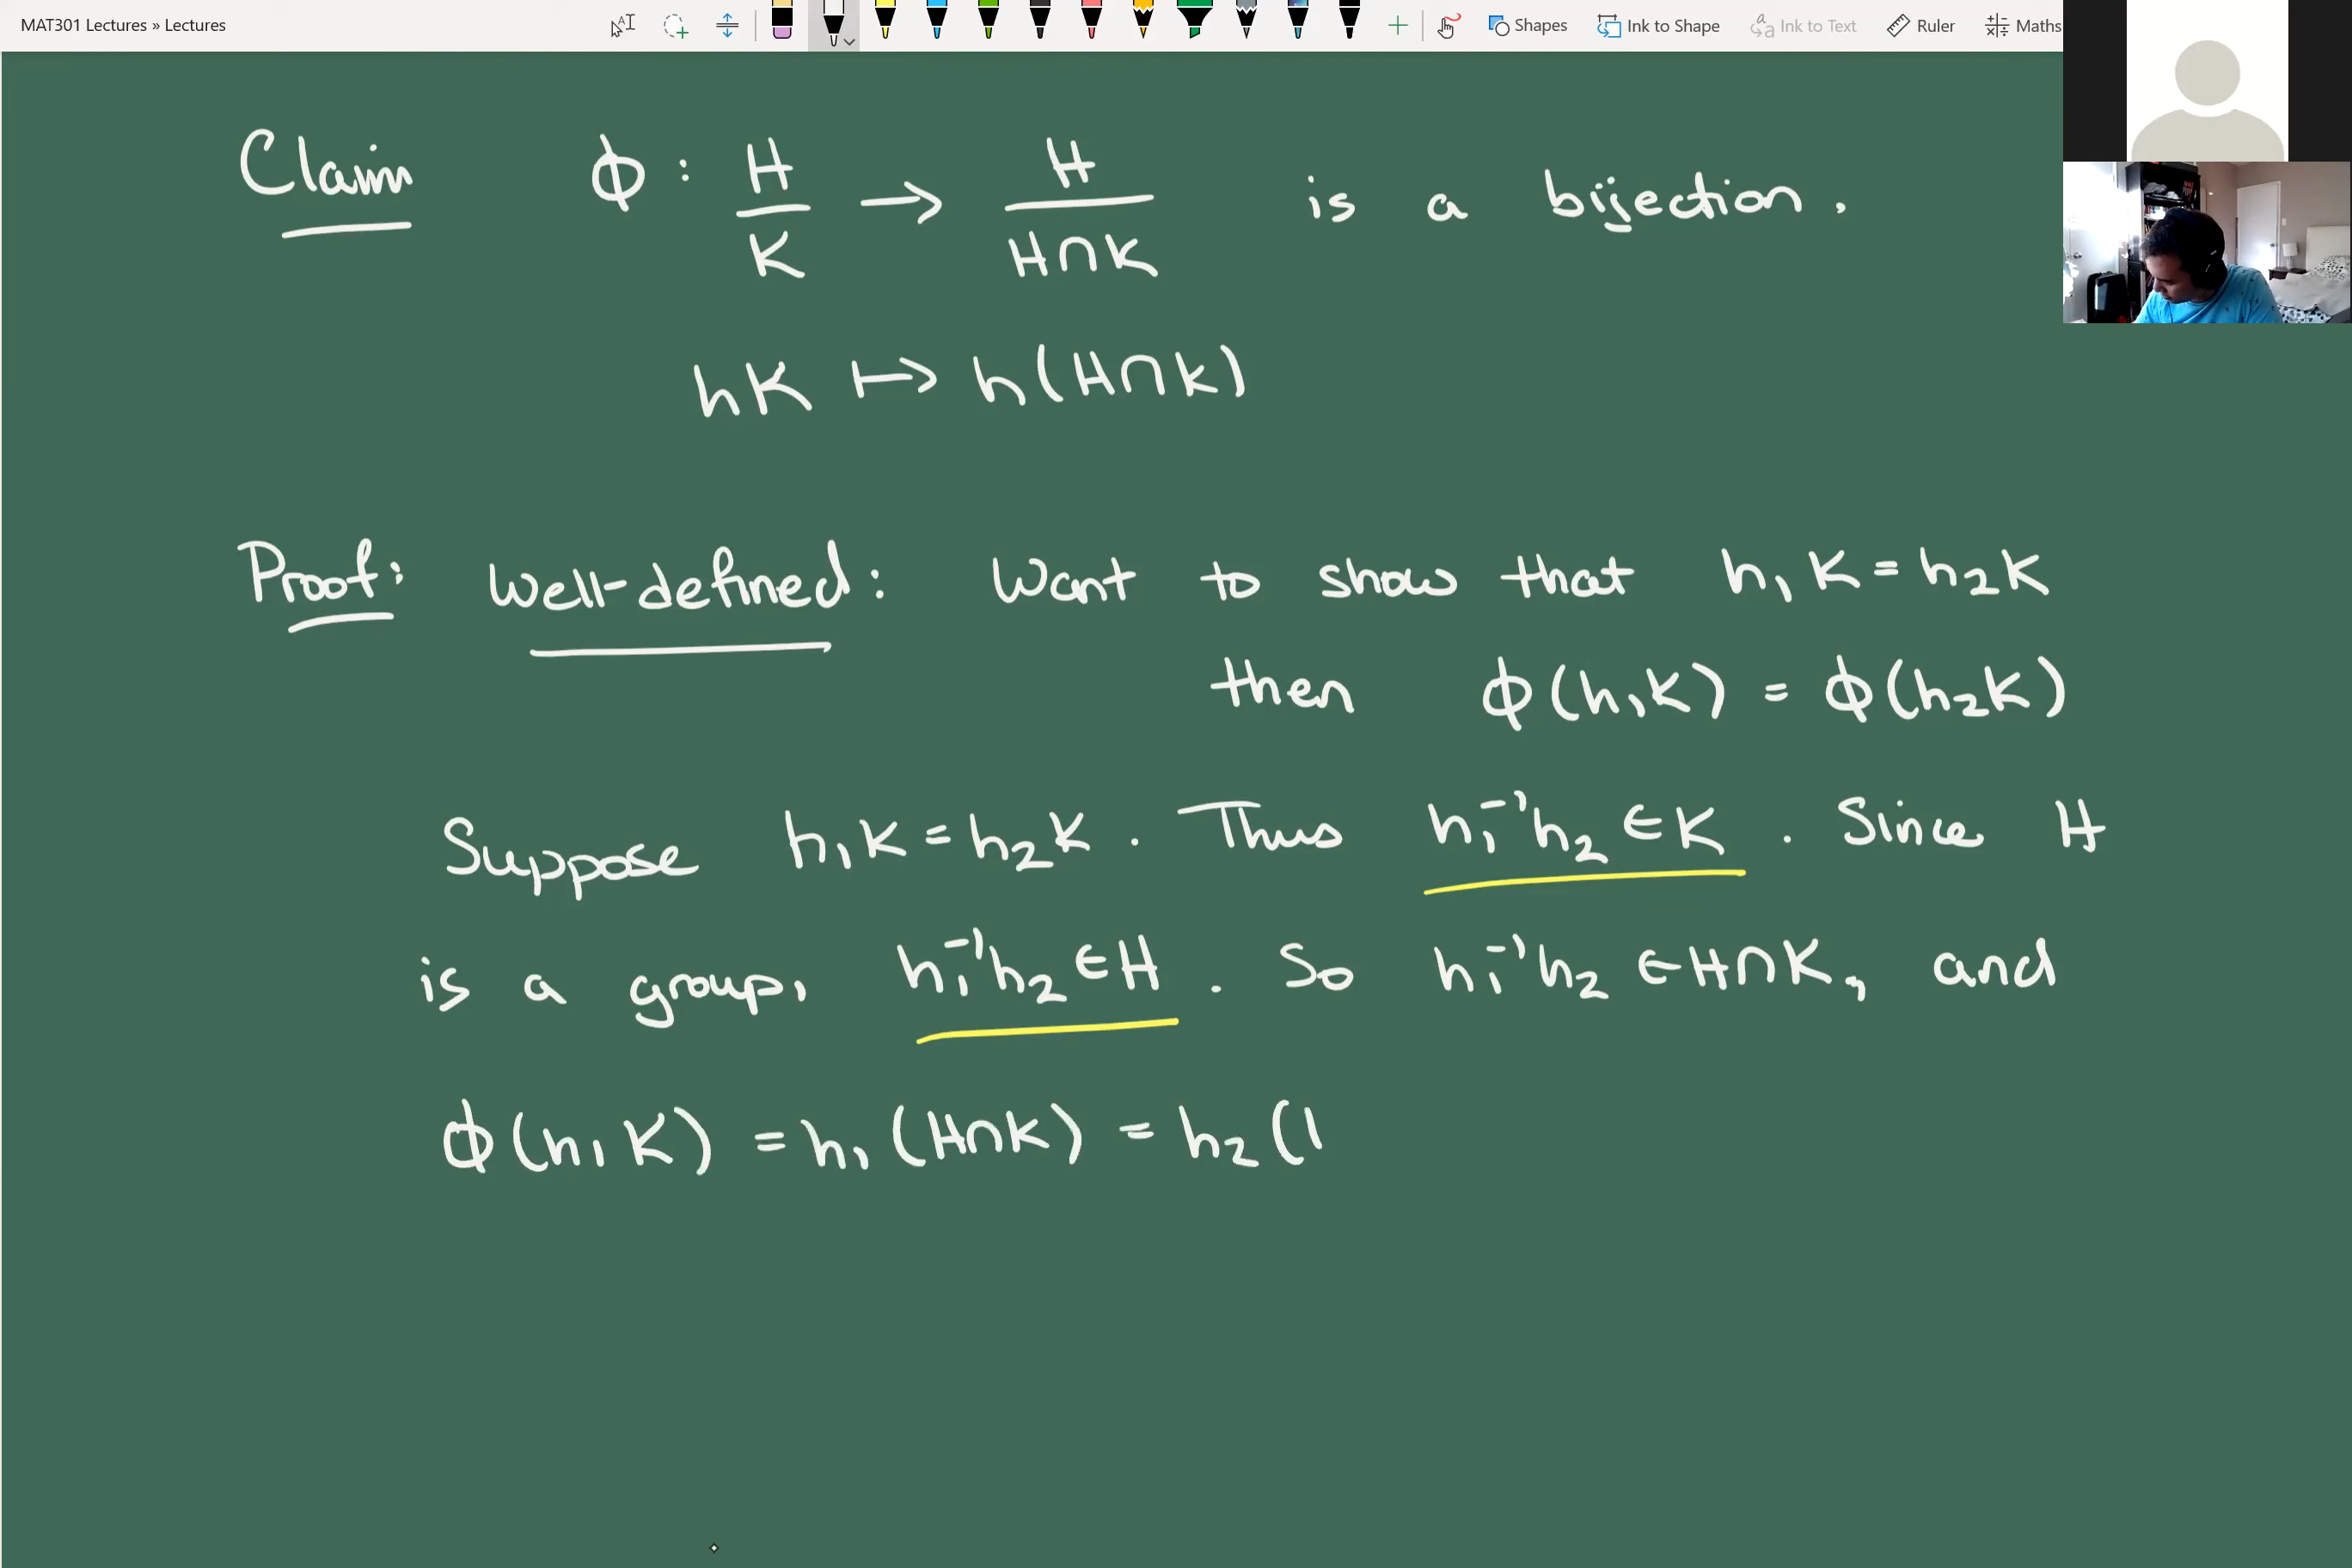 MAT301 Lectures » Lectures Shapes Ink to Shape Ink to Text Ruler Maths
Claim ϕ : H/K → H/H∩K is a bijection.
hK ↦ h(H∩K)
Proof: Well-defined: Want to show that h₁K = h₂K
then ϕ(h₁K) = ϕ(h₂K)
Suppose h₁K = h₂K. Thus h₁⁻¹h₂ ∈ K. Since H
is a group, h₁⁻¹h₂ ∈ H. So h₁⁻¹h₂ ∈ H∩K, and
ϕ(h₁K) = h₁(H∩K) = h₂(